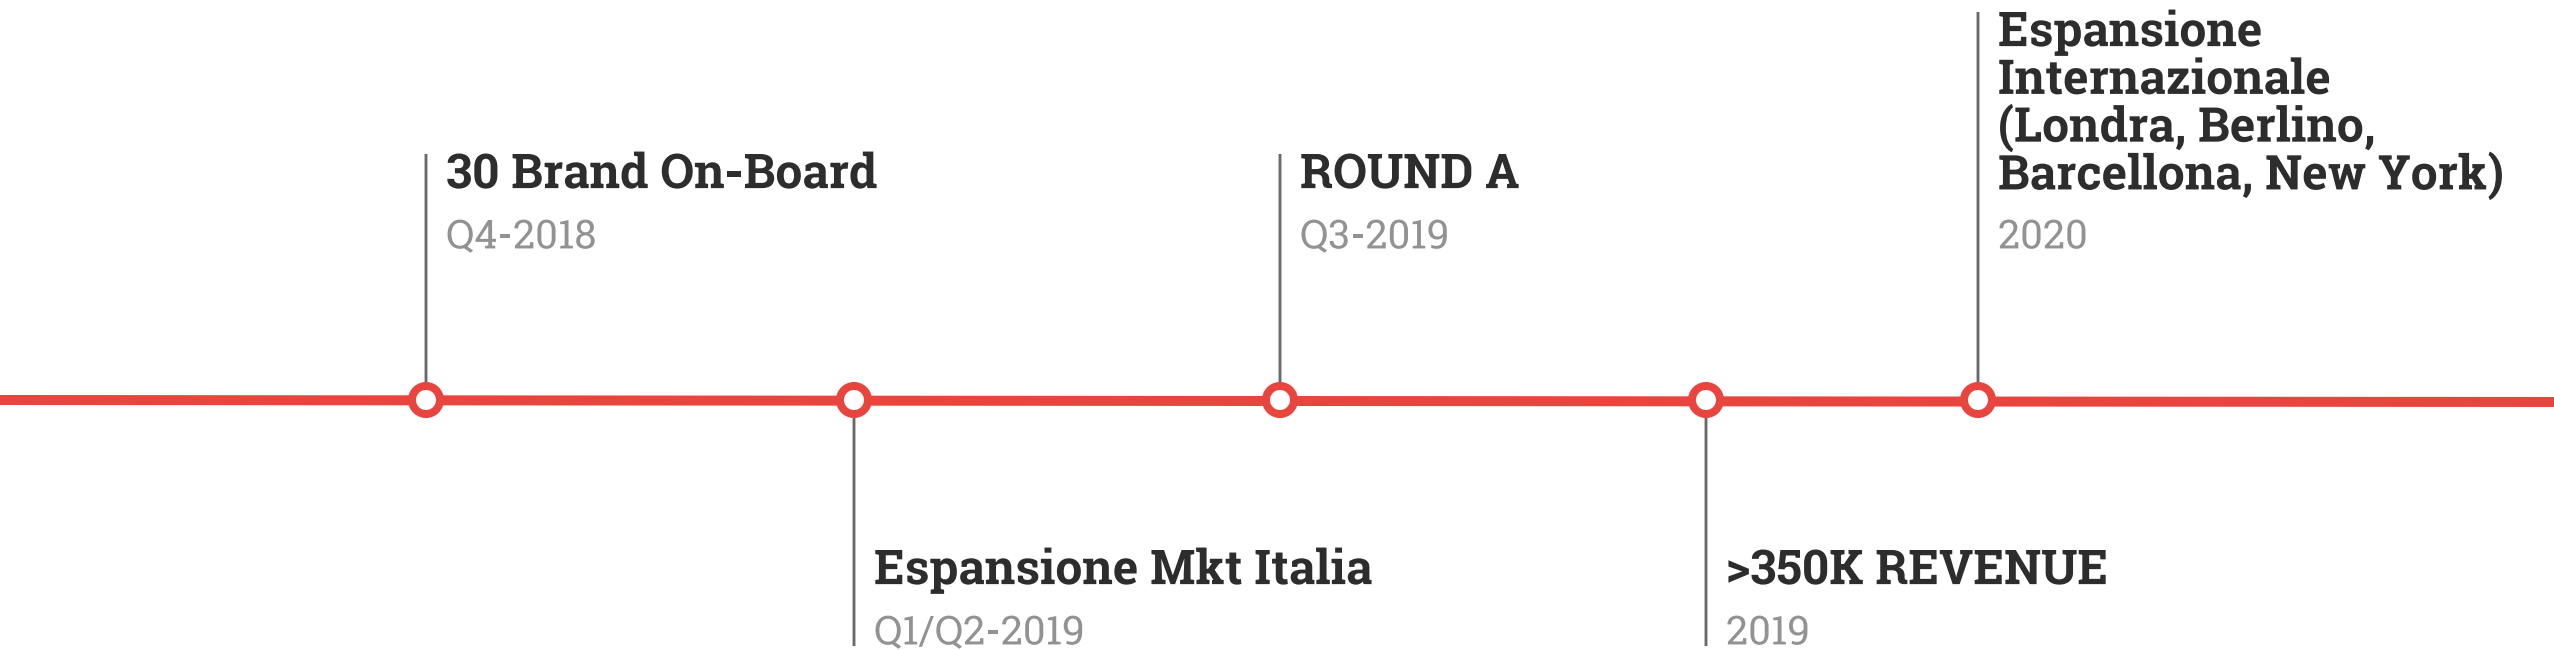 30 Brand On-Board
Q4-2018
Espansione Mkt Italia
Q1/Q2-2019
ROUND A
Q3-2019
>350K REVENUE
2019
Espansione
Internazionale
(Londra, Berlino,
Barcellona, New York)
2020